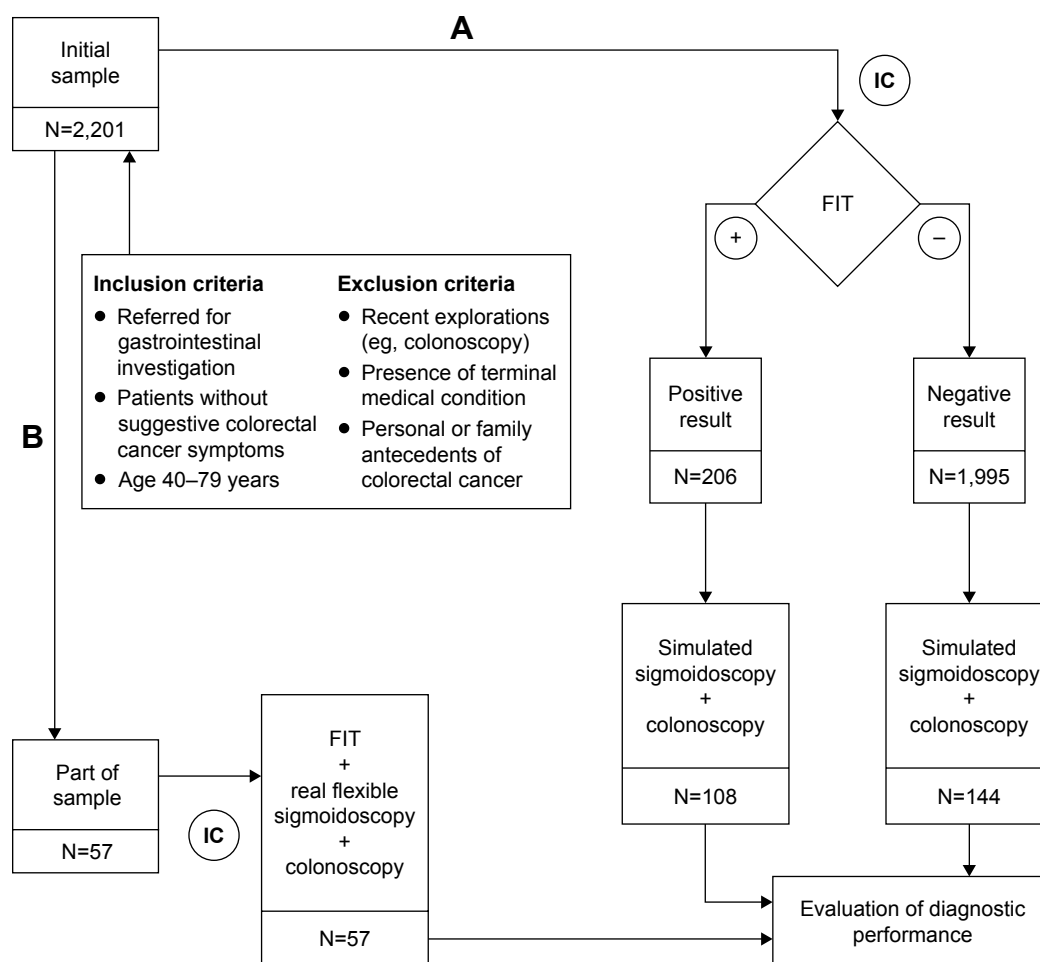 A
Initial
sample
N=2,201
IC
FIT
+
–
Inclusion criteria
● Referred for
gastrointestinal
investigation
● Patients without
suggestive colorectal
cancer symptoms
● Age 40–79 years
Exclusion criteria
● Recent explorations
(eg, colonoscopy)
● Presence of terminal
medical condition
● Personal or family
antecedents of
colorectal cancer
B
Positive
result
N=206
Negative
result
N=1,995
Simulated
sigmoidoscopy
+
colonoscopy
N=108
Simulated
sigmoidoscopy
+
colonoscopy
N=144
Part of
sample
N=57
IC
FIT
+
real flexible
sigmoidoscopy
+
colonoscopy
N=57
Evaluation of diagnostic
performance